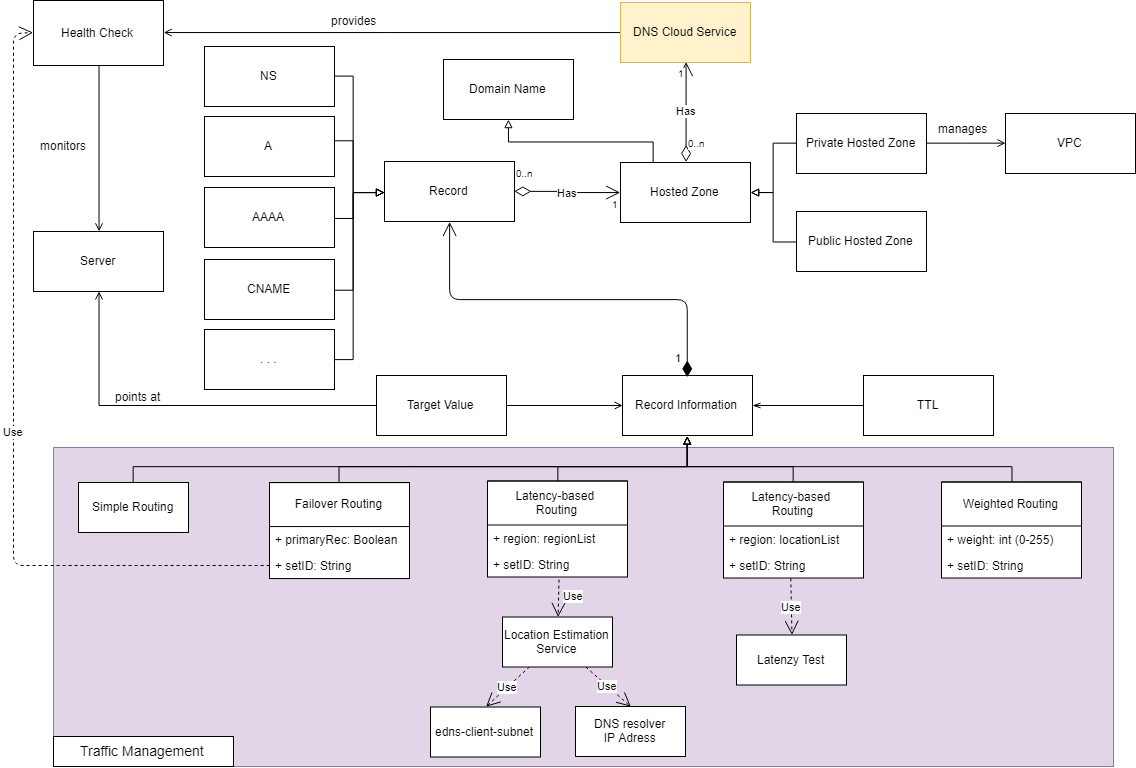 Health Check
provides
DNS Cloud Service
NS
Domain Name
1
Has
0..n
Private Hosted Zone
manages
VPC
monitors
A
Record
0..n
Has
1
Hosted Zone
AAAA
Public Hosted Zone
Server
CNAME
. . .
1
points at
Target Value
Record Information
TTL
Use
Simple Routing
Failover Routing
+ primaryRec: Boolean
+ setID: String
Latency-based
Routing
+ region: regionList
+ setID: String
Latency-based
Routing
+ region: locationList
+ setID: String
Weighted Routing
+ weight: int (0-255)
+ setID: String
Use
Use
Location Estimation
Service
Latenzy Test
Use
Use
edns-client-subnet
DNS resolver
IP Adress
Traffic Management